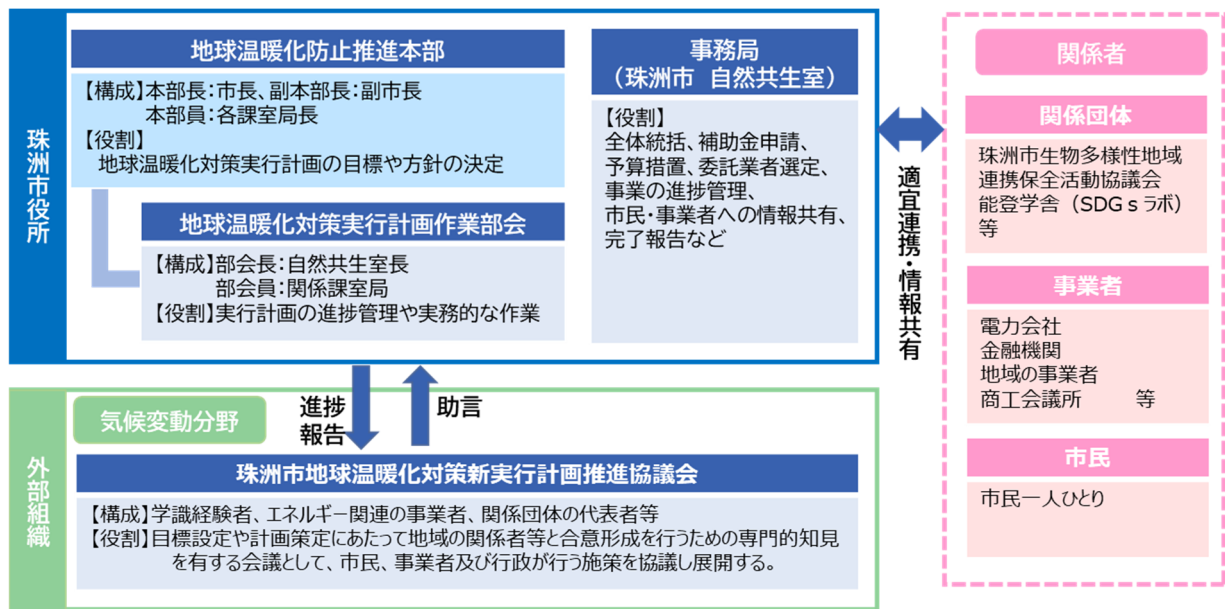 珠洲市役所
地球温暖化防止推進本部
【構成】本部長：市長、副本部長：副市長
本部員：各課室局長
【役割】
地球温暖化対策実行計画の目標や方針の決定
地球温暖化対策実行計画作業部会
【構成】部会長：自然共生室長
部会員：関係課室局
【役割】実行計画の進捗管理や実務的な作業
事務局
（珠洲市　自然共生室）
【役割】
全体統括、補助金申請、
予算措置、委託業者選定、
事業の進捗管理、
市民・事業者への情報共有、
完了報告など
進捗
報告
助言
外部組織
気候変動分野
珠洲市地球温暖化対策新実行計画推進協議会
【構成】学識経験者、エネルギー関連の事業者、関係団体の代表者等
【役割】目標設定や計画策定にあたって地域の関係者等と合意形成を行うための専門的知見
を有する会議として、市民、事業者及び行政が行う施策を協議し展開する。
適宜連携・情報共有
関係者
関係団体
珠洲市生物多様性地域
連携保全活動協議会
能登学舎（SDGｓラボ）
等
事業者
電力会社
金融機関
地域の事業者
商工会議所　　等
市民
市民一人ひとり